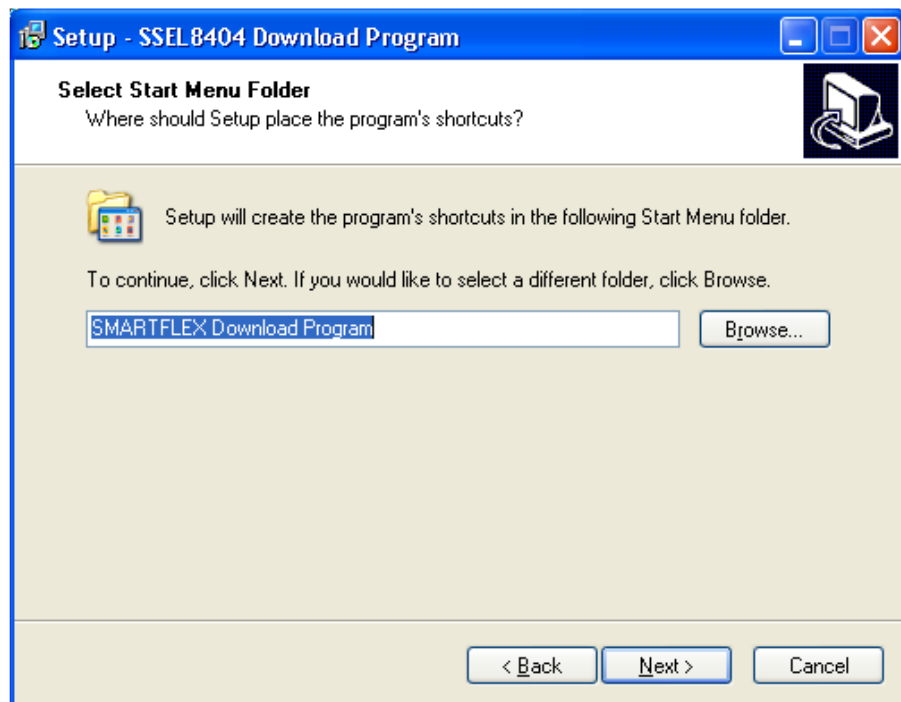 Setup - SSEL8404 Download Program
Select Start Menu Folder
Where should Setup place the program's shortcuts?
Setup will create the program's shortcuts in the following Start Menu folder.
To continue, click Next. If you would like to select a different folder, click Browse.
SMARTFLEX Download Program
Browse...
< Back
Next >
Cancel